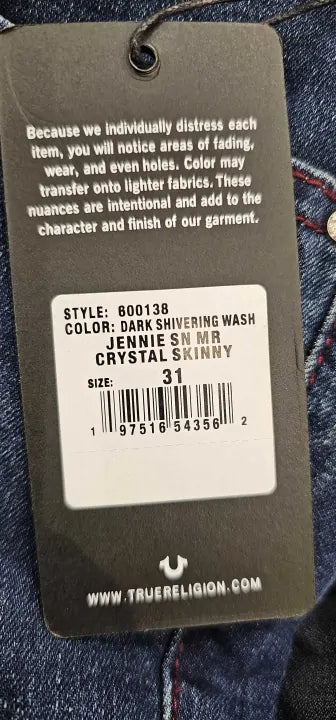 Because we individually distress each
item, you will notice areas of fading,
wear, and even holes. Color may
transfer onto lighter fabrics. These
nuances are intentional and add to the
character and finish of our garment.
STYLE: 600138
COLOR: DARK SHIVERING WASH
JENNIE SN MR
CRYSTAL SKINNY
SIZE: 31
1 97516 54356 2
WWW.TRUERELIGION.COM